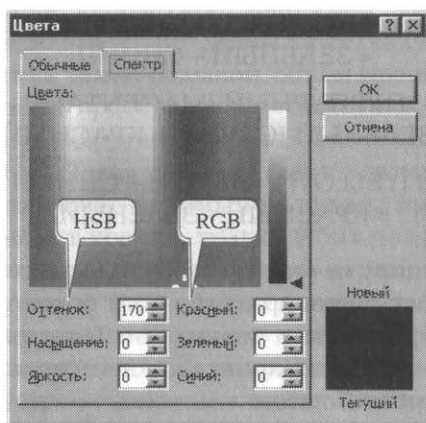 Цвета
Обычные Спектр
Цвета:
OK
Отмена
HSB RGB
Оттенок: 170 Красный: 0
Насыщение: 0 Зеленый: 0
Яркость: 0 Синий: 0
Новый
Текущий